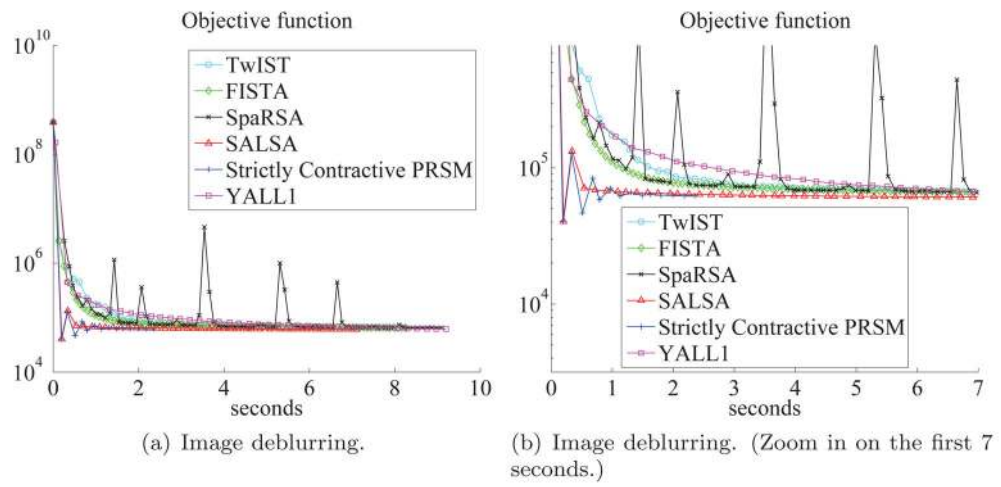 Objective function
10^10
10^8
10^6
10^4
TwIST
FISTA
SpaRSA
SALSA
Strictly Contractive PRSM
YALL1
0 2 4 6 8 10
seconds
(a) Image deblurring.
Objective function
10^5
10^4
TwIST
FISTA
SpaRSA
SALSA
Strictly Contractive PRSM
YALL1
0 1 2 3 4 5 6 7
seconds
(b) Image deblurring. (Zoom in on the first 7
seconds.)